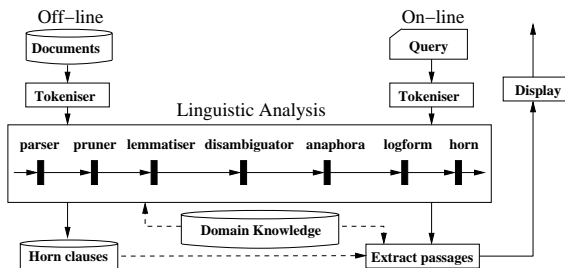 Off−line On−line
Documents Query
Tokeniser Tokeniser Display
Linguistic Analysis
parser pruner lemmatiser disambiguator anaphora logform horn
Domain Knowledge
Horn clauses Extract passages